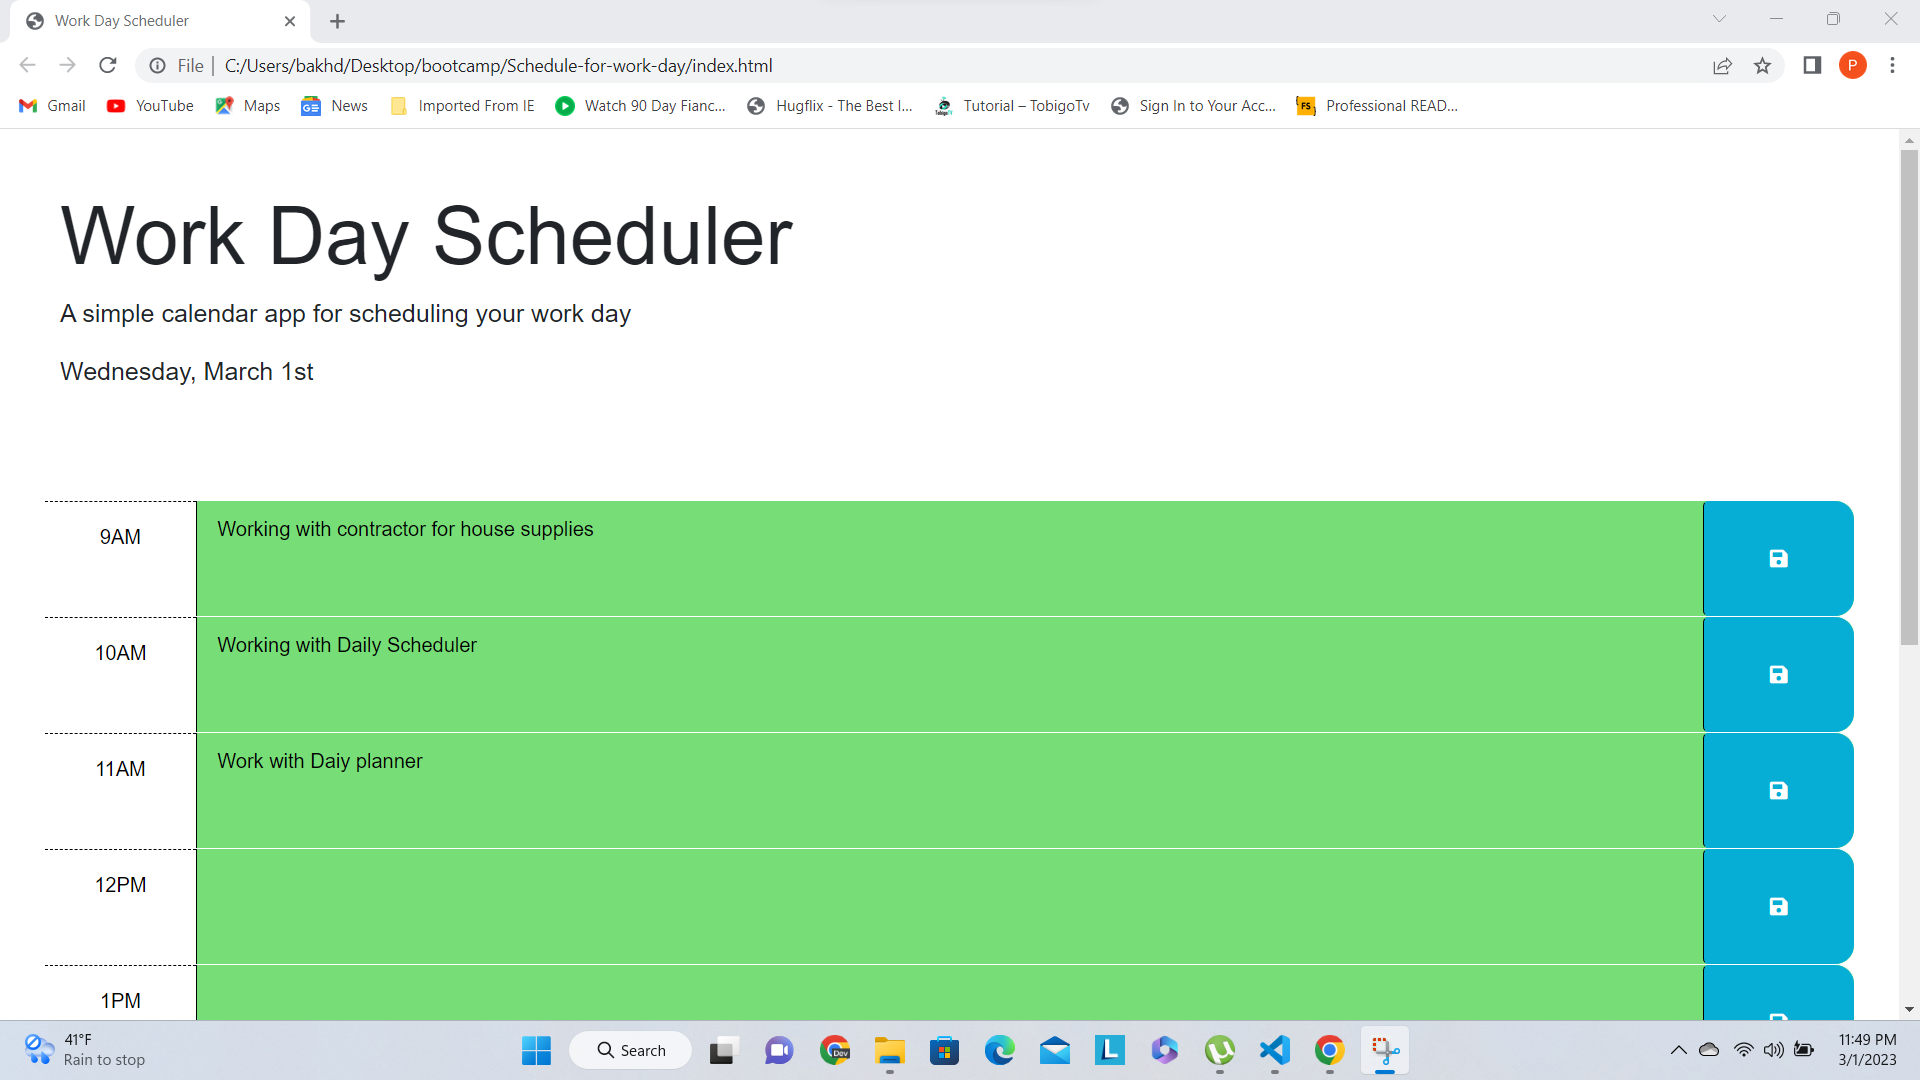 Work Day Scheduler
File | C:/Users/bakhd/Desktop/bootcamp/Schedule-for-work-day/index.html
P
Gmail YouTube Maps News Imported From IE Watch 90 Day Fianc... Hugflix - The Best I... Tutorial – TobigoTv Sign In to Your Acc... Professional READ...
Work Day Scheduler
A simple calendar app for scheduling your work day
Wednesday, March 1st
9AM Working with contractor for house supplies
10AM Working with Daily Scheduler
11AM Work with Daiy planner
12PM
1PM
41°F
Rain to stop
Search
Dev
L
11:49 PM
3/1/2023